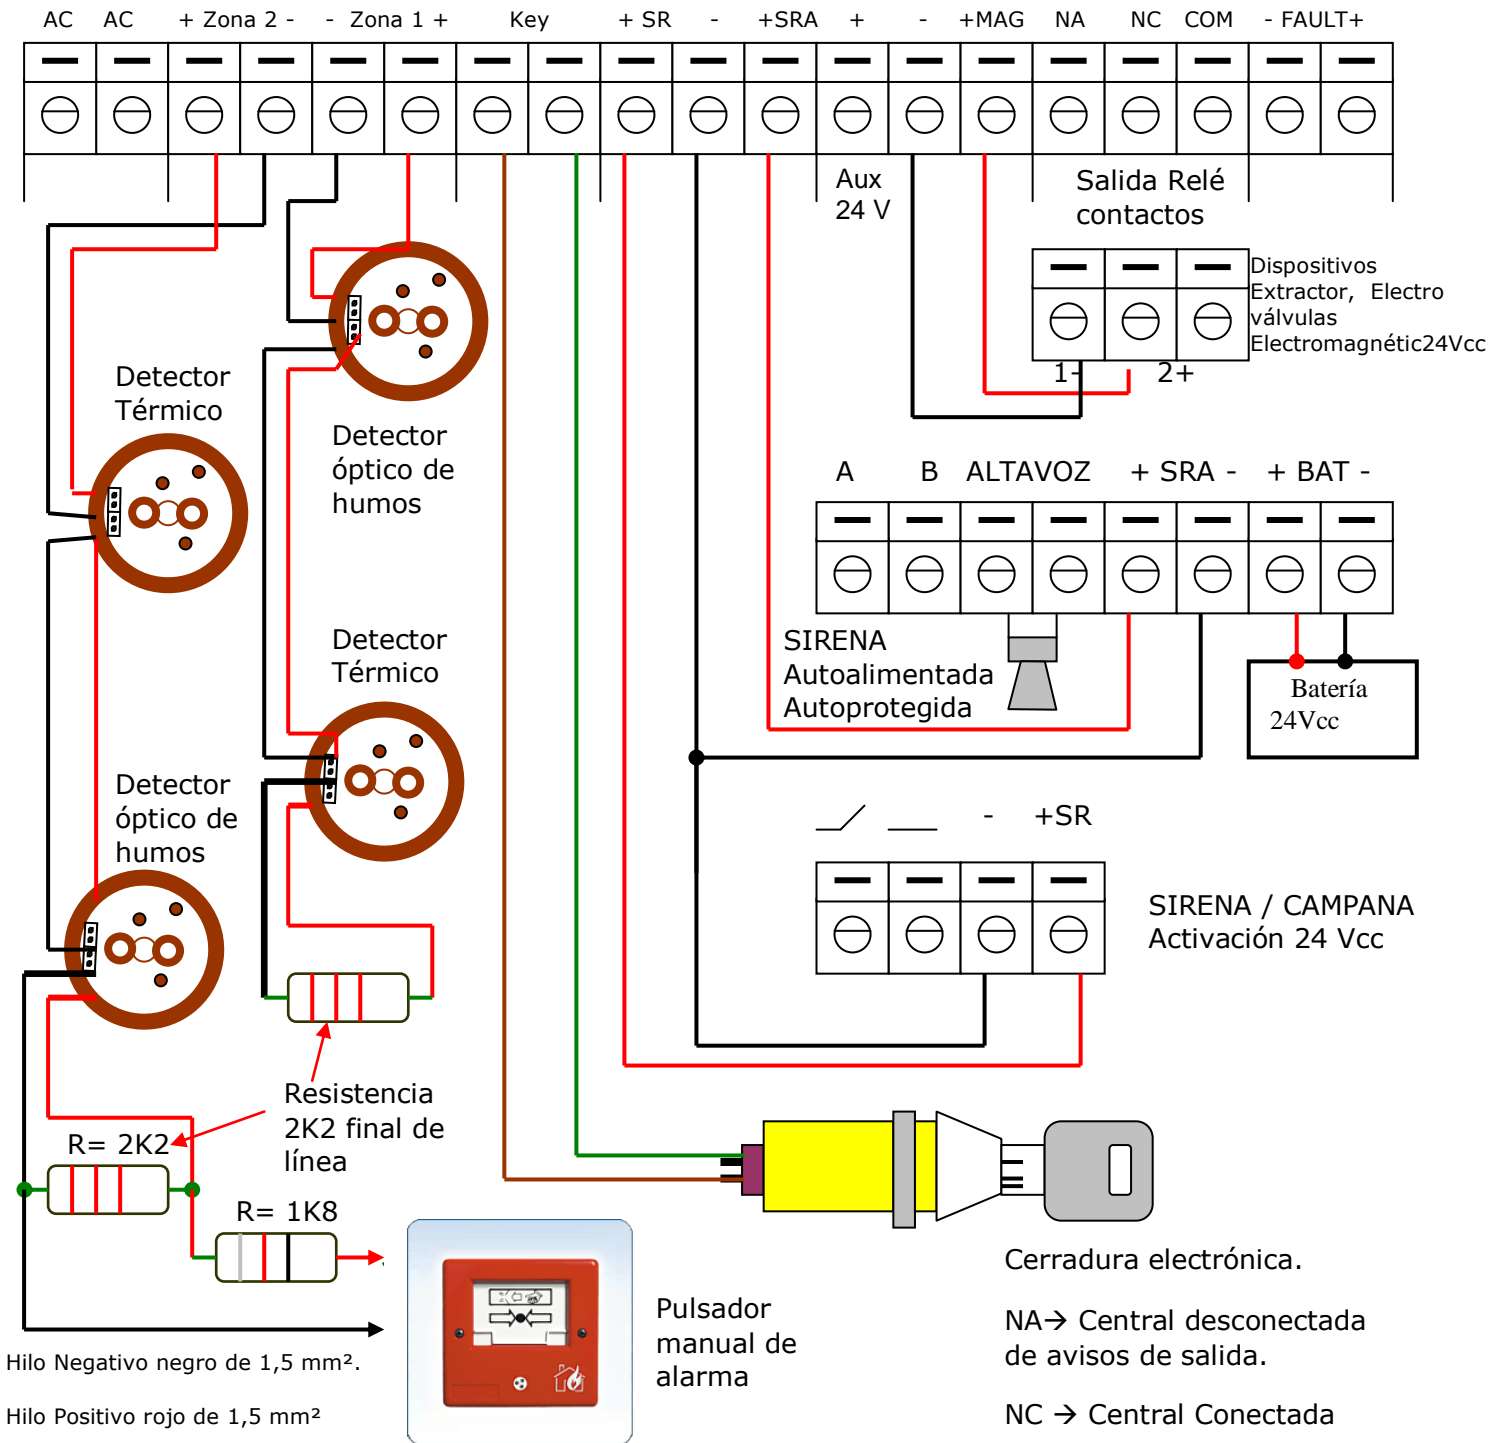 AC AC + Zona 2 - - Zona 1 + Key + SR - +SRA + - +MAG NA NC COM - FAULT+
Aux
24 V
Salida Relé
contactos
Dispositivos
Extractor, Electro
válvulas
Electromagnétic24Vcc
1- 2+
Detector
Térmico
Detector
óptico de
humos
A B ALTAVOZ + SRA - + BAT -
SIRENA
Autoalimentada
Autoprotegida
Batería
24Vcc
Detector
Térmico
Detector
óptico de
humos
- +SR
SIRENA / CAMPANA
Activación 24 Vcc
Resistencia
2K2 final de
línea
R= 2K2
R= 1K8
Pulsador
manual de
alarma
Cerradura electrónica.
NA→ Central desconectada
de avisos de salida.
NC → Central Conectada
Hilo Negativo negro de 1,5 mm².
Hilo Positivo rojo de 1,5 mm²